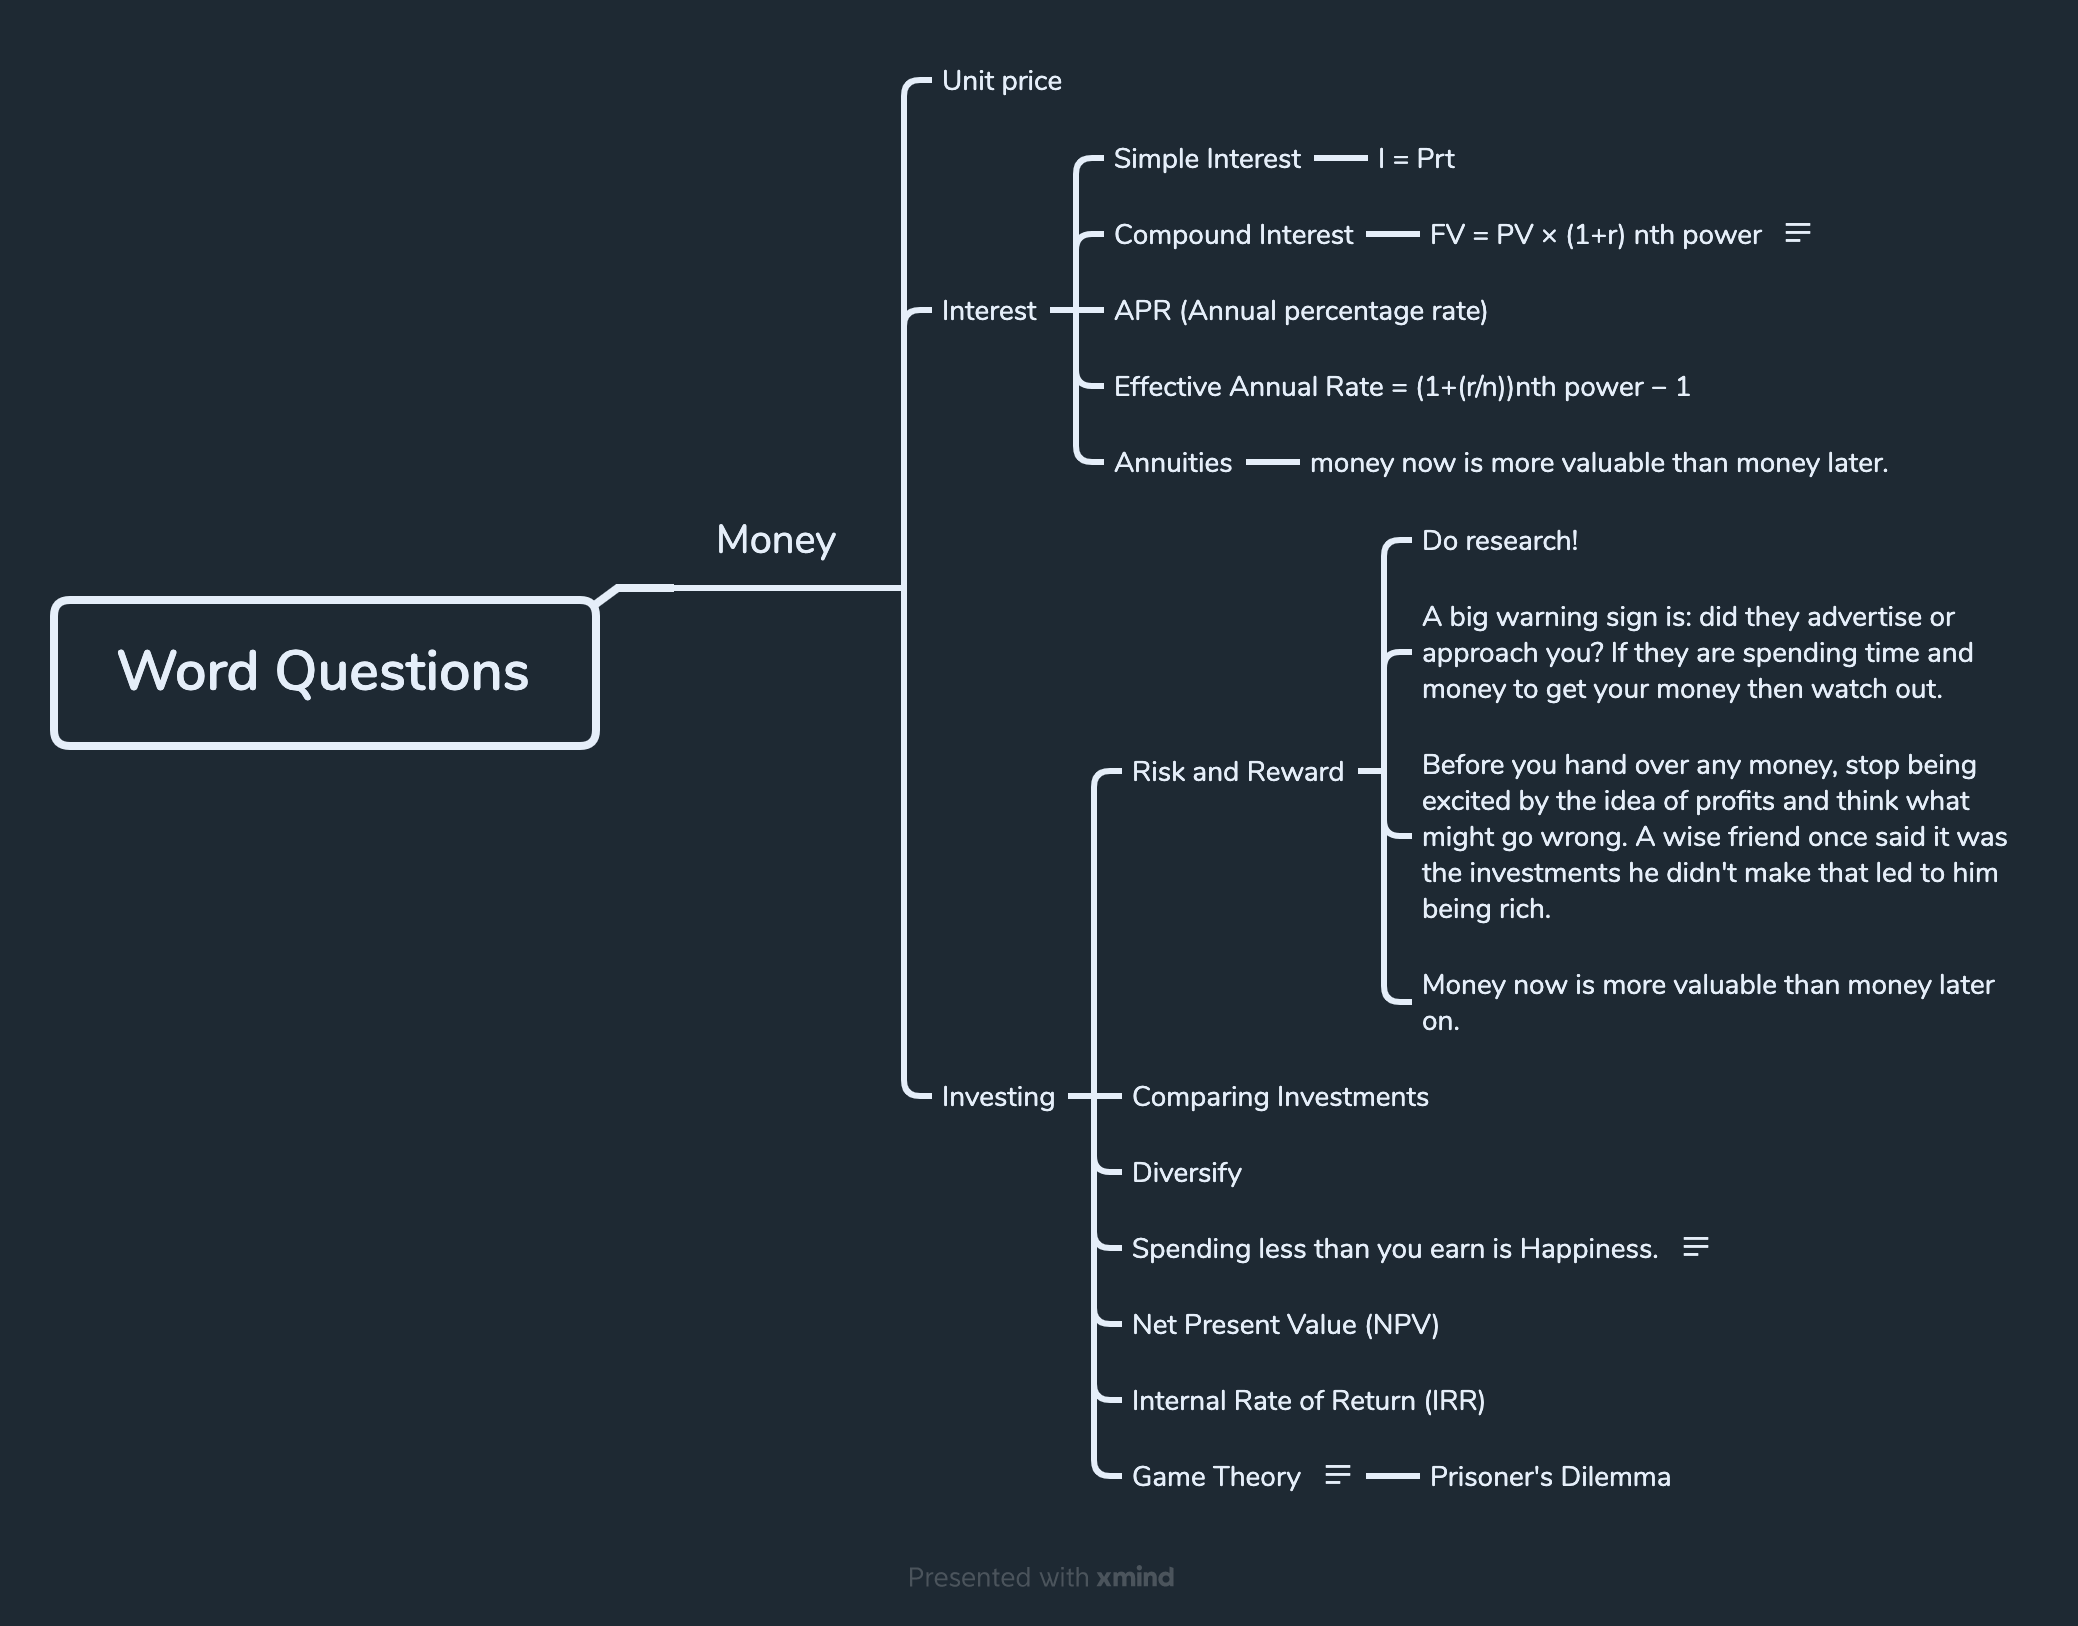 Unit price
Simple Interest
I = Prt
Compound Interest
FV = PV × (1+r) nth power
Interest
APR (Annual percentage rate)
Effective Annual Rate = (1+(r/n))nth power − 1
Annuities
money now is more valuable than money later.
Money
Word Questions
Do research!
A big warning sign is: did they advertise or
approach you? If they are spending time and
money to get your money then watch out.
Risk and Reward
Before you hand over any money, stop being
excited by the idea of profits and think what
might go wrong. A wise friend once said it was
the investments he didn't make that led to him
being rich.
Money now is more valuable than money later
on.
Investing
Comparing Investments
Diversify
Spending less than you earn is Happiness.
Net Present Value (NPV)
Internal Rate of Return (IRR)
Game Theory
Prisoner's Dilemma
Presented with xmind